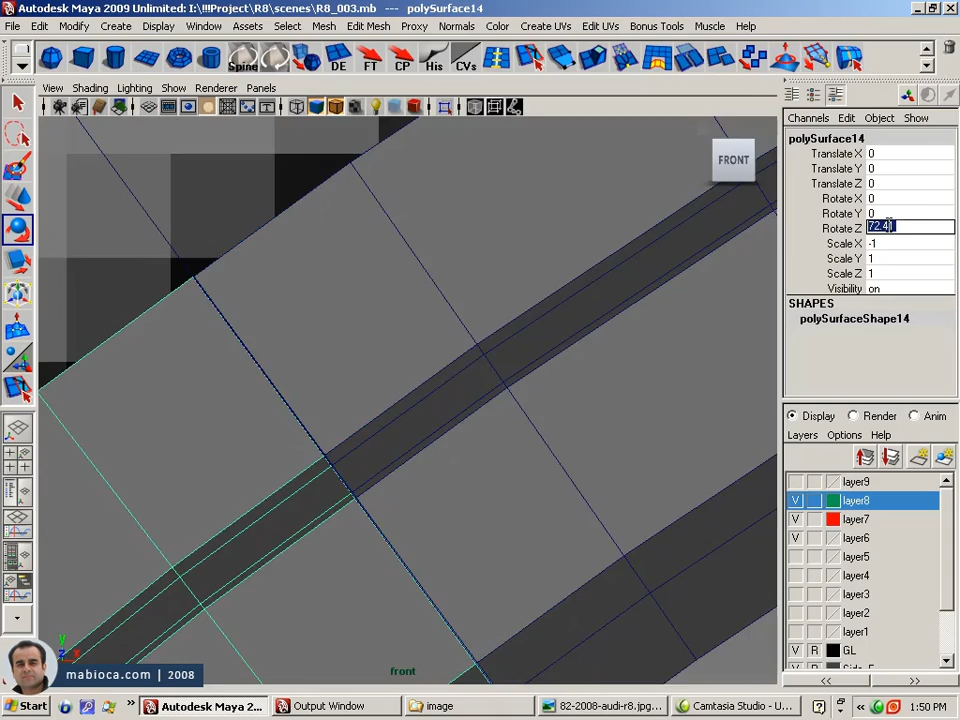 Autodesk Maya 2009 Unlimited: I:\!!!Project\R8\scenes\R8_003.mb   --   polySurface14
File Edit Modify Create Display Window Assets Select Mesh Edit Mesh Proxy Normals Color Create UVs Edit UVs Bonus Tools Muscle Help
Spine DE FT CP His CVs
View Shading Lighting Show Renderer Panels
Channels Edit Object Show
polySurface14
Translate X 0
Translate Y 0
Translate Z 0
Rotate X 0
Rotate Y 0
Rotate Z 72.41
Scale X -1
Scale Y 1
Scale Z 1
Visibility on
SHAPES
polySurfaceShape14
FRONT
Display Render Anim
Layers Options Help
layer9
V layer8
V layer7
V layer6
layer5
layer4
layer3
layer2
layer1
V R GL
y
z x
front
mabioca.com | 2008
<< >>
Start » Autodesk Maya 2... Output Window image 82-2008-audi-r8.jpg... Camtasia Studio - U... « 1:50 PM